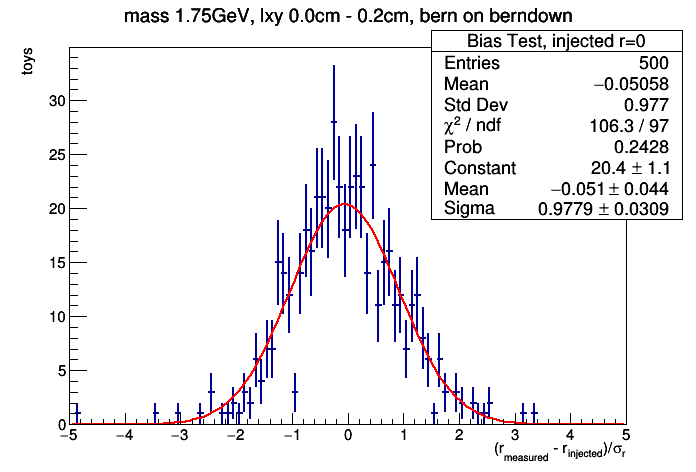 mass 1.75GeV, lxy 0.0cm - 0.2cm, bern on berndown
Bias Test, injected r=0
Entries 500
Mean −0.05058
Std Dev 0.977
χ² / ndf 106.3 / 97
Prob 0.2428
Constant 20.4 ± 1.1
Mean −0.051 ± 0.044
Sigma 0.9779 ± 0.0309
toys
30
25
20
15
10
5
0
−5 −4 −3 −2 −1 0 1 2 3 4 5
(r_measured - r_injected)/σ_r